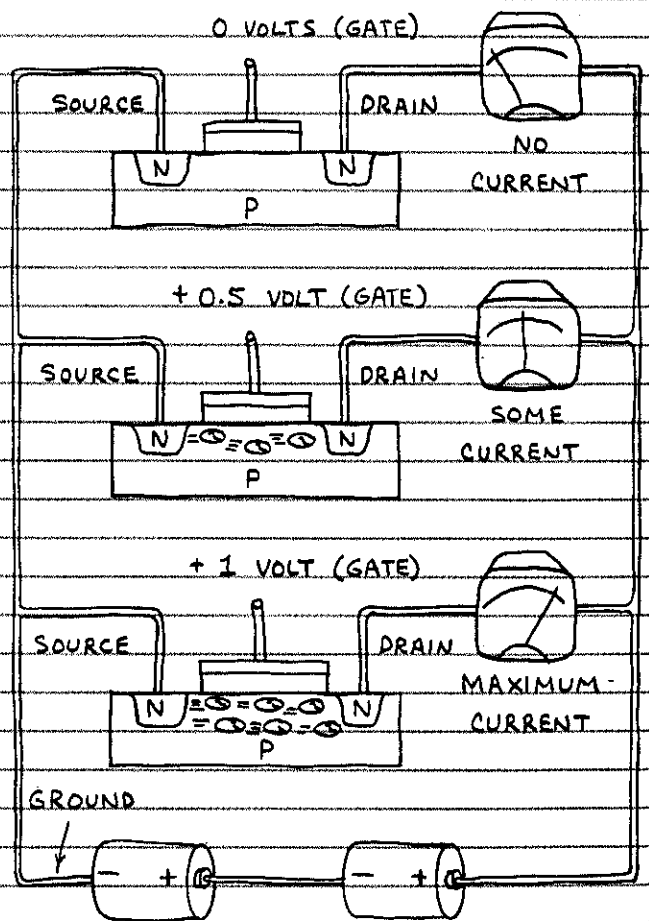 0 VOLTS (GATE)
SOURCE
DRAIN
N
N
P
NO
CURRENT
+ 0.5 VOLT (GATE)
SOURCE
DRAIN
N
N
P
SOME
CURRENT
+ 1 VOLT (GATE)
SOURCE
DRAIN
N
N
P
MAXIMUM-
CURRENT
GROUND
- + - +